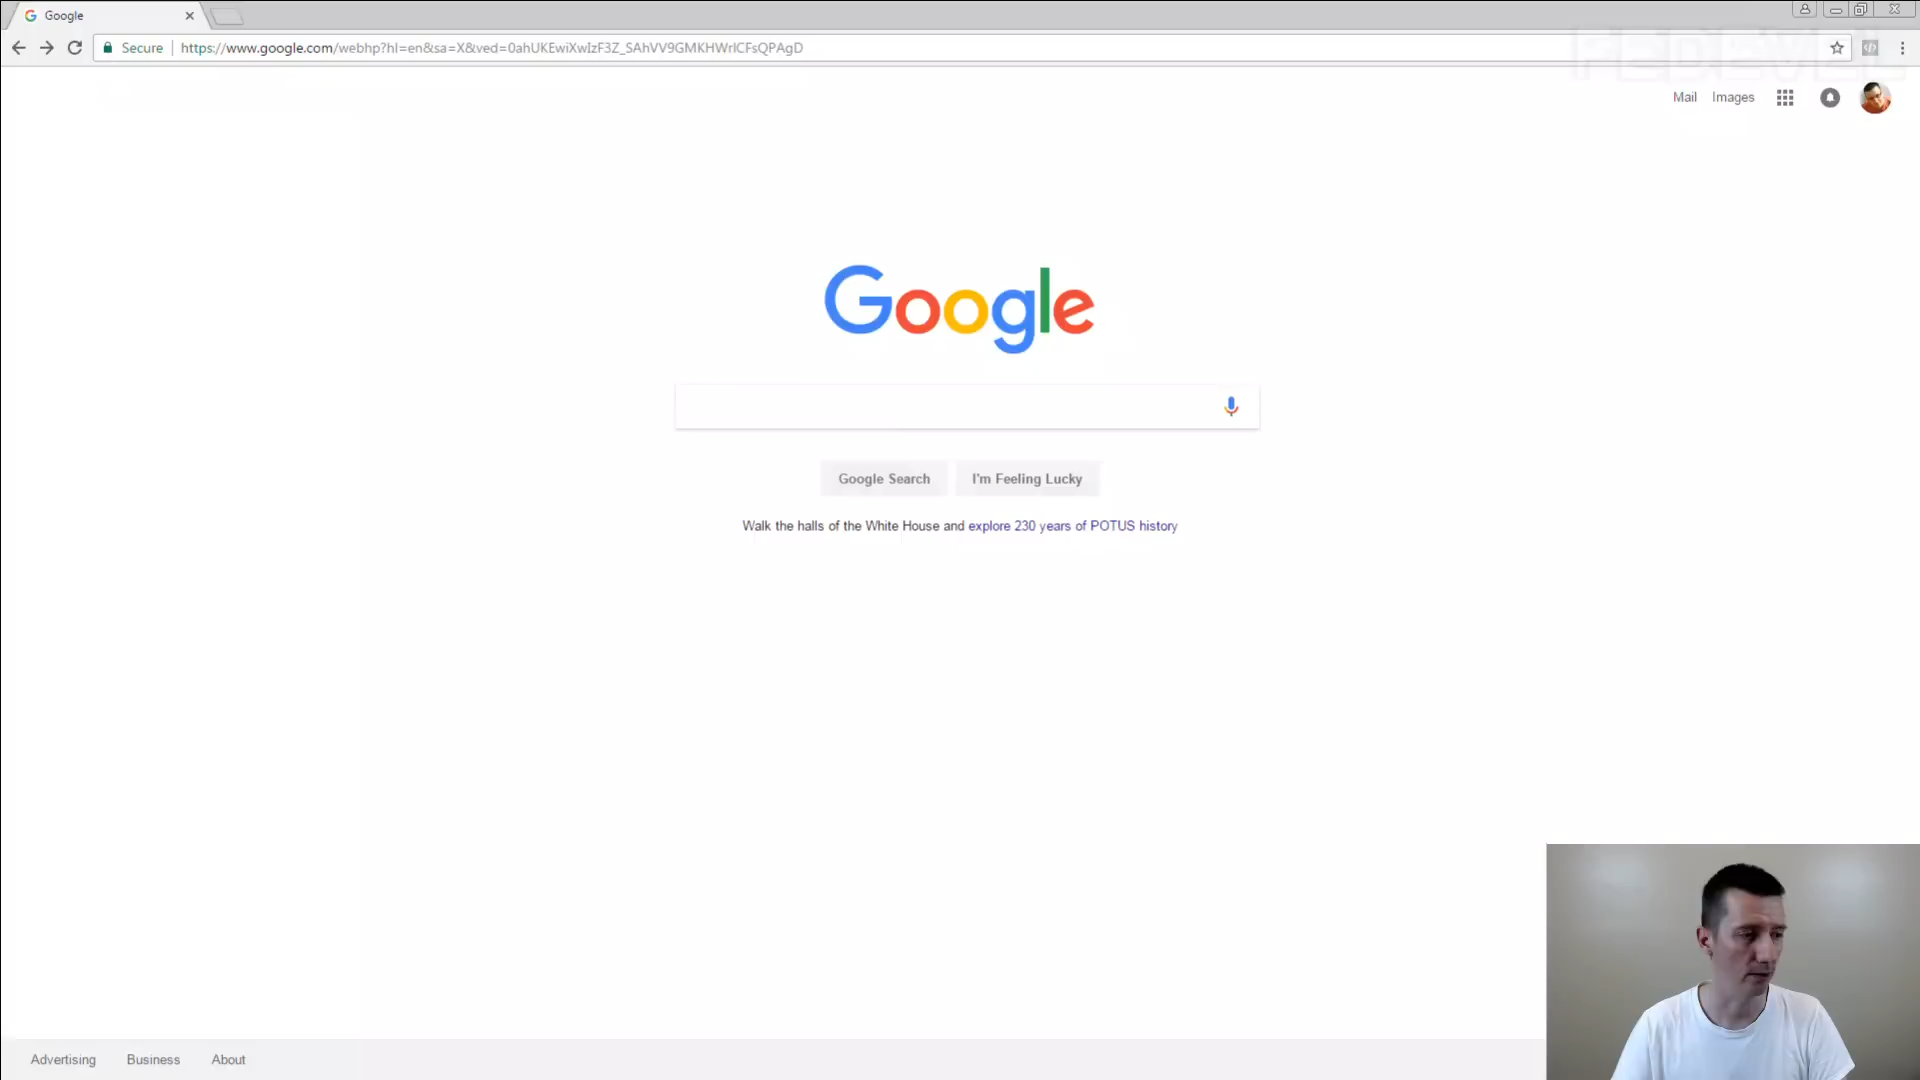 Google
Secure https://www.google.com/webhp?hl=en&sa=X&ved=0ahUKEwiXwIzF3Z_SAhVV9GMKHWrICFsQPAgD
FEDEVEL
Mail Images
Google
Google Search I'm Feeling Lucky
Walk the halls of the White House and explore 230 years of POTUS history
Advertising Business About